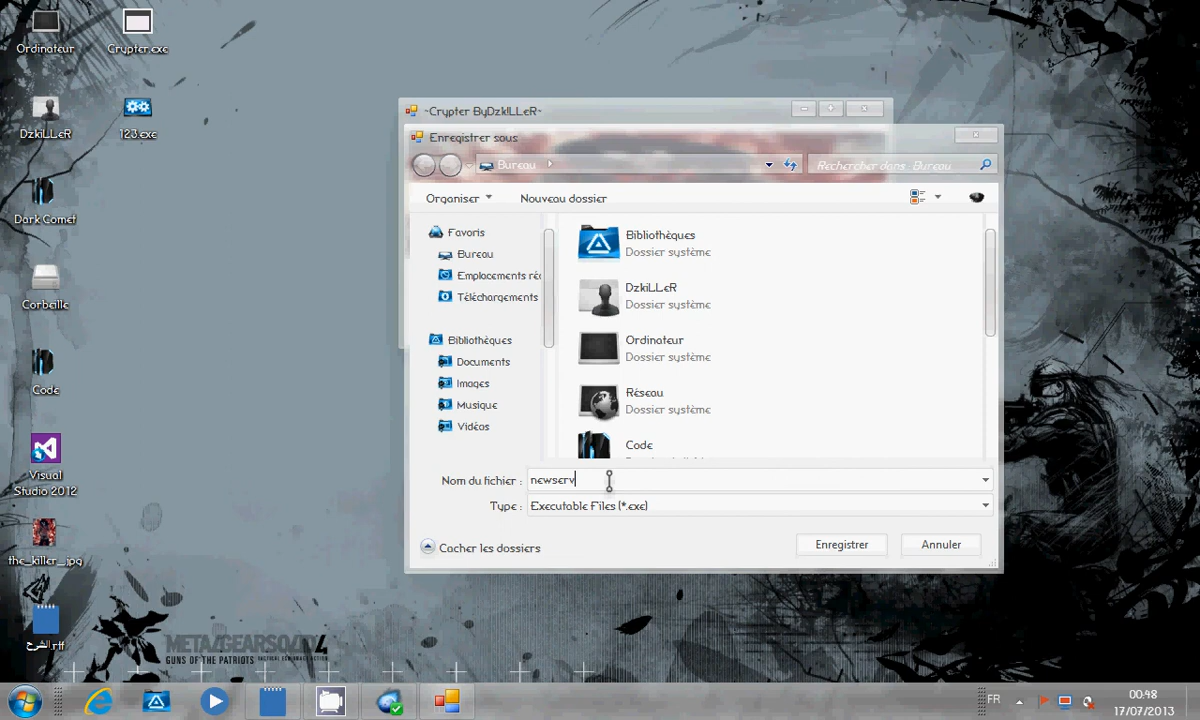 Ordinateur
Crypter.exe
DzkiLLeR
123.exe
Dark Comet
Corbeille
Code
Visual
Studio 2012
the_killer_jpg
الشرح.rtf
~Crypter ByDzkILLeR~
Enregistrer sous
Bureau
Rechercher dans : Bureau
Organiser
Nouveau dossier
Favoris
Bureau
Emplacements réc
Téléchargements
Bibliothèques
Documents
Images
Musique
Vidéos
Bibliothèques
Dossier système
DzkiLLeR
Dossier système
Ordinateur
Dossier système
Réseau
Dossier système
Code
Nom du fichier :
newserv
Type :
Executable Files (*.exe)
Cacher les dossiers
Enregistrer
Annuler
METAL GEAR SOLID 4
GUNS OF THE PATRIOTS
FR
00:48
17/07/2013